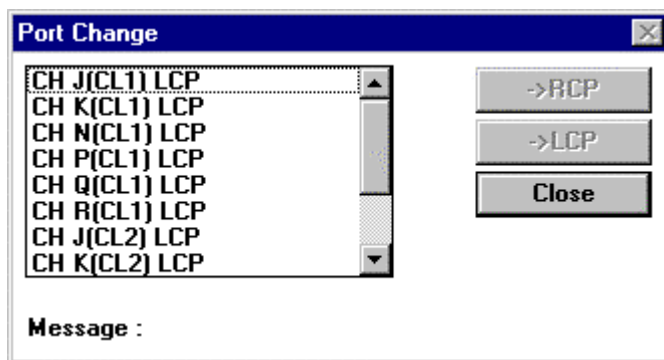 Port Change
CH J(CL1) LCP
CH K(CL1) LCP
CH N(CL1) LCP
CH P(CL1) LCP
CH Q(CL1) LCP
CH R(CL1) LCP
CH J(CL2) LCP
CH K(CL2) LCP
->RCP
->LCP
Close
Message :